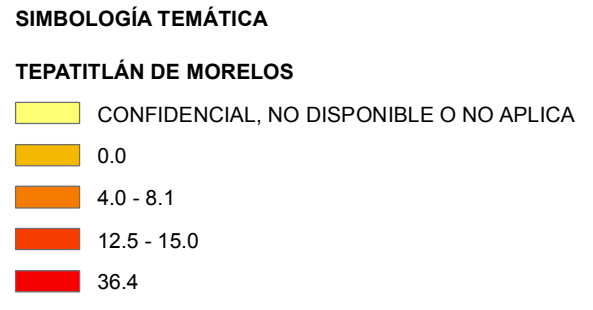 SIMBOLOGÍA TEMÁTICA
TEPATITLÁN DE MORELOS
CONFIDENCIAL, NO DISPONIBLE O NO APLICA
0.0
4.0 - 8.1
12.5 - 15.0
36.4